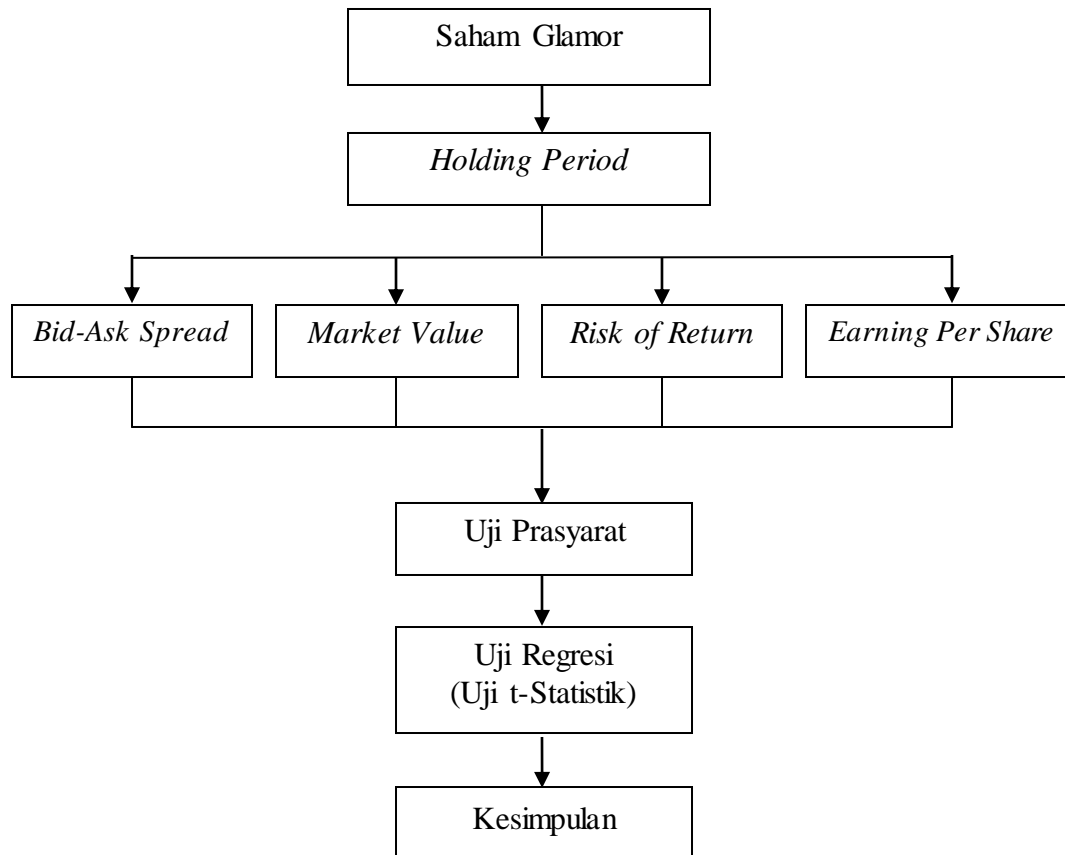 Saham Glamor
Holding Period
Bid-Ask Spread
Market Value
Risk of Return
Earning Per Share
Uji Prasyarat
Uji Regresi
(Uji t-Statistik)
Kesimpulan